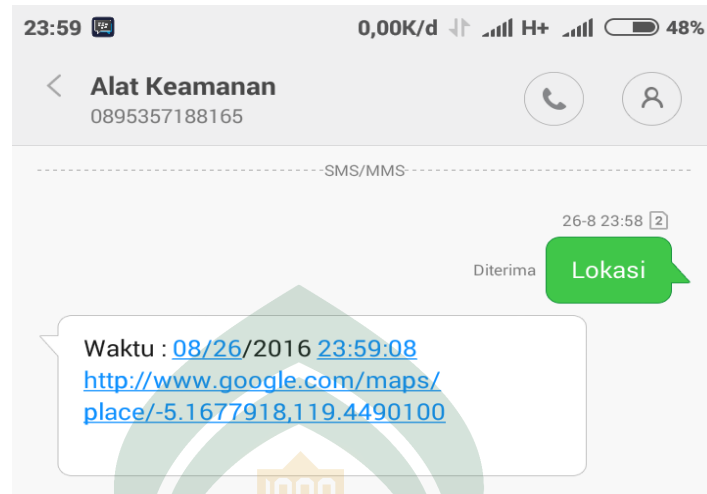 23:59 0,00K/d H+ 48%
Alat Keamanan
0895357188165
SMS/MMS
26-8 23:58 2
Diterima Lokasi
Waktu : 08/26/2016 23:59:08
http://www.google.com/maps/
place/-5.1677918,119.4490100